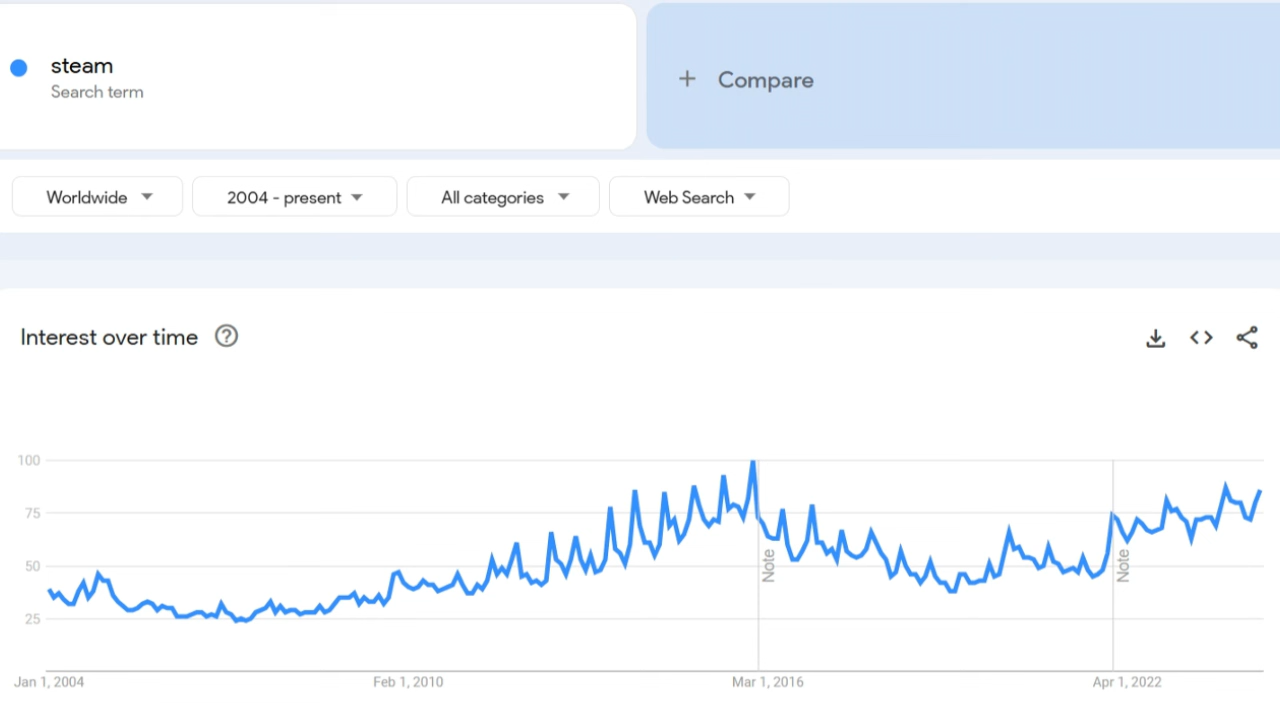 steam
Search term
+ Compare
Worldwide
2004 - present
All categories
Web Search
Interest over time
?
100
75
50
25
Note
Note
Jan 1, 2004
Feb 1, 2010
Mar 1, 2016
Apr 1, 2022